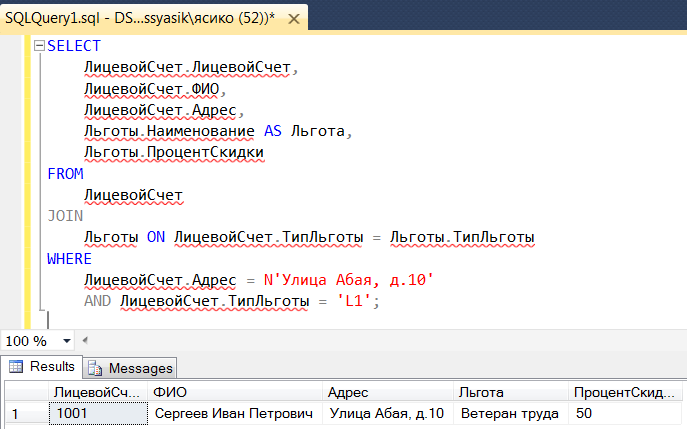 SQLQuery1.sql - DS...ssyasik\ясико (52))*
SELECT
ЛицевойСчет.ЛицевойСчет,
ЛицевойСчет.ФИО,
ЛицевойСчет.Адрес,
Льготы.Наименование AS Льгота,
Льготы.ПроцентСкидки
FROM
ЛицевойСчет
JOIN
Льготы ON ЛицевойСчет.ТипЛьготы = Льготы.ТипЛьготы
WHERE
ЛицевойСчет.Адрес = N'Улица Абая, д.10'
AND ЛицевойСчет.ТипЛьготы = 'L1';
100 %
Results Messages
ЛицевойСч... ФИО Адрес Льгота ПроцентСкид...
1 1001 Сергеев Иван Петрович Улица Абая, д.10 Ветеран труда 50